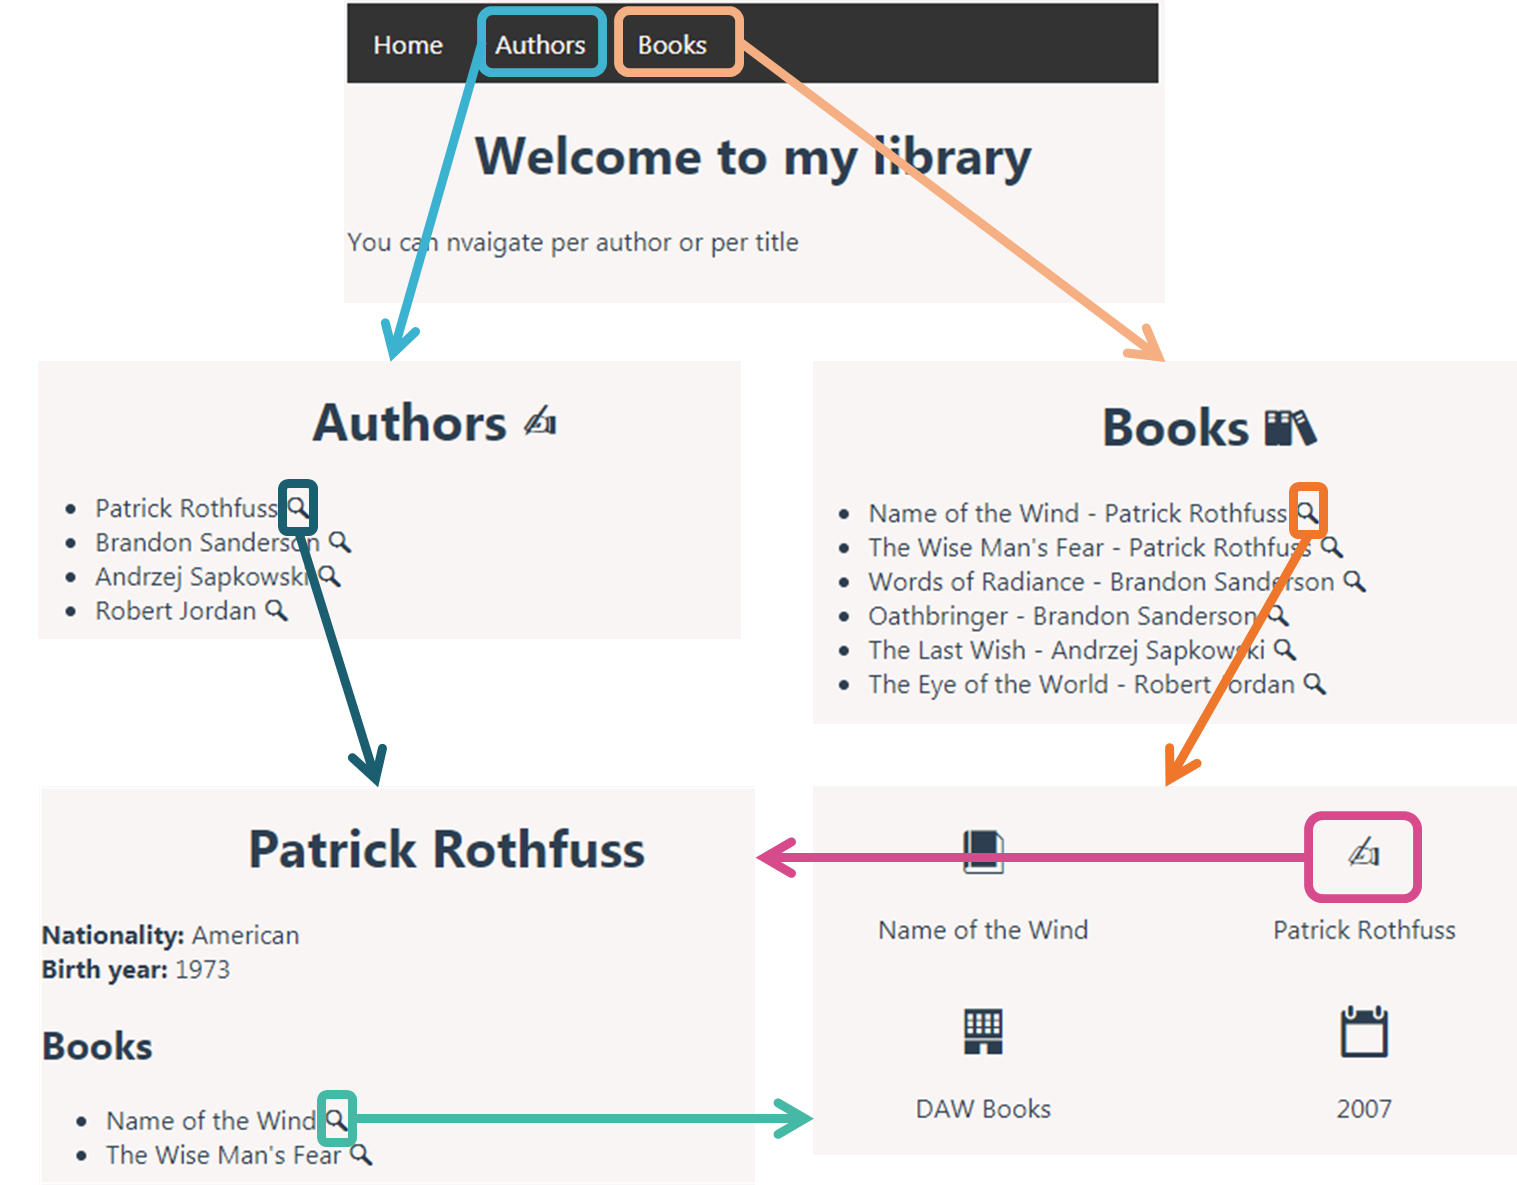 Home Authors Books
Welcome to my library
You can nvaigate per author or per title
Authors
Patrick Rothfuss
Brandon Sanderson
Andrzej Sapkowski
Robert Jordan
Books
Name of the Wind - Patrick Rothfuss
The Wise Man's Fear - Patrick Rothfuss
Words of Radiance - Brandon Sanderson
Oathbringer - Brandon Sanderson
The Last Wish - Andrzej Sapkowski
The Eye of the World - Robert Jordan
Patrick Rothfuss
Nationality: American
Birth year: 1973
Books
Name of the Wind
The Wise Man's Fear
Name of the Wind
Patrick Rothfuss
DAW Books
2007